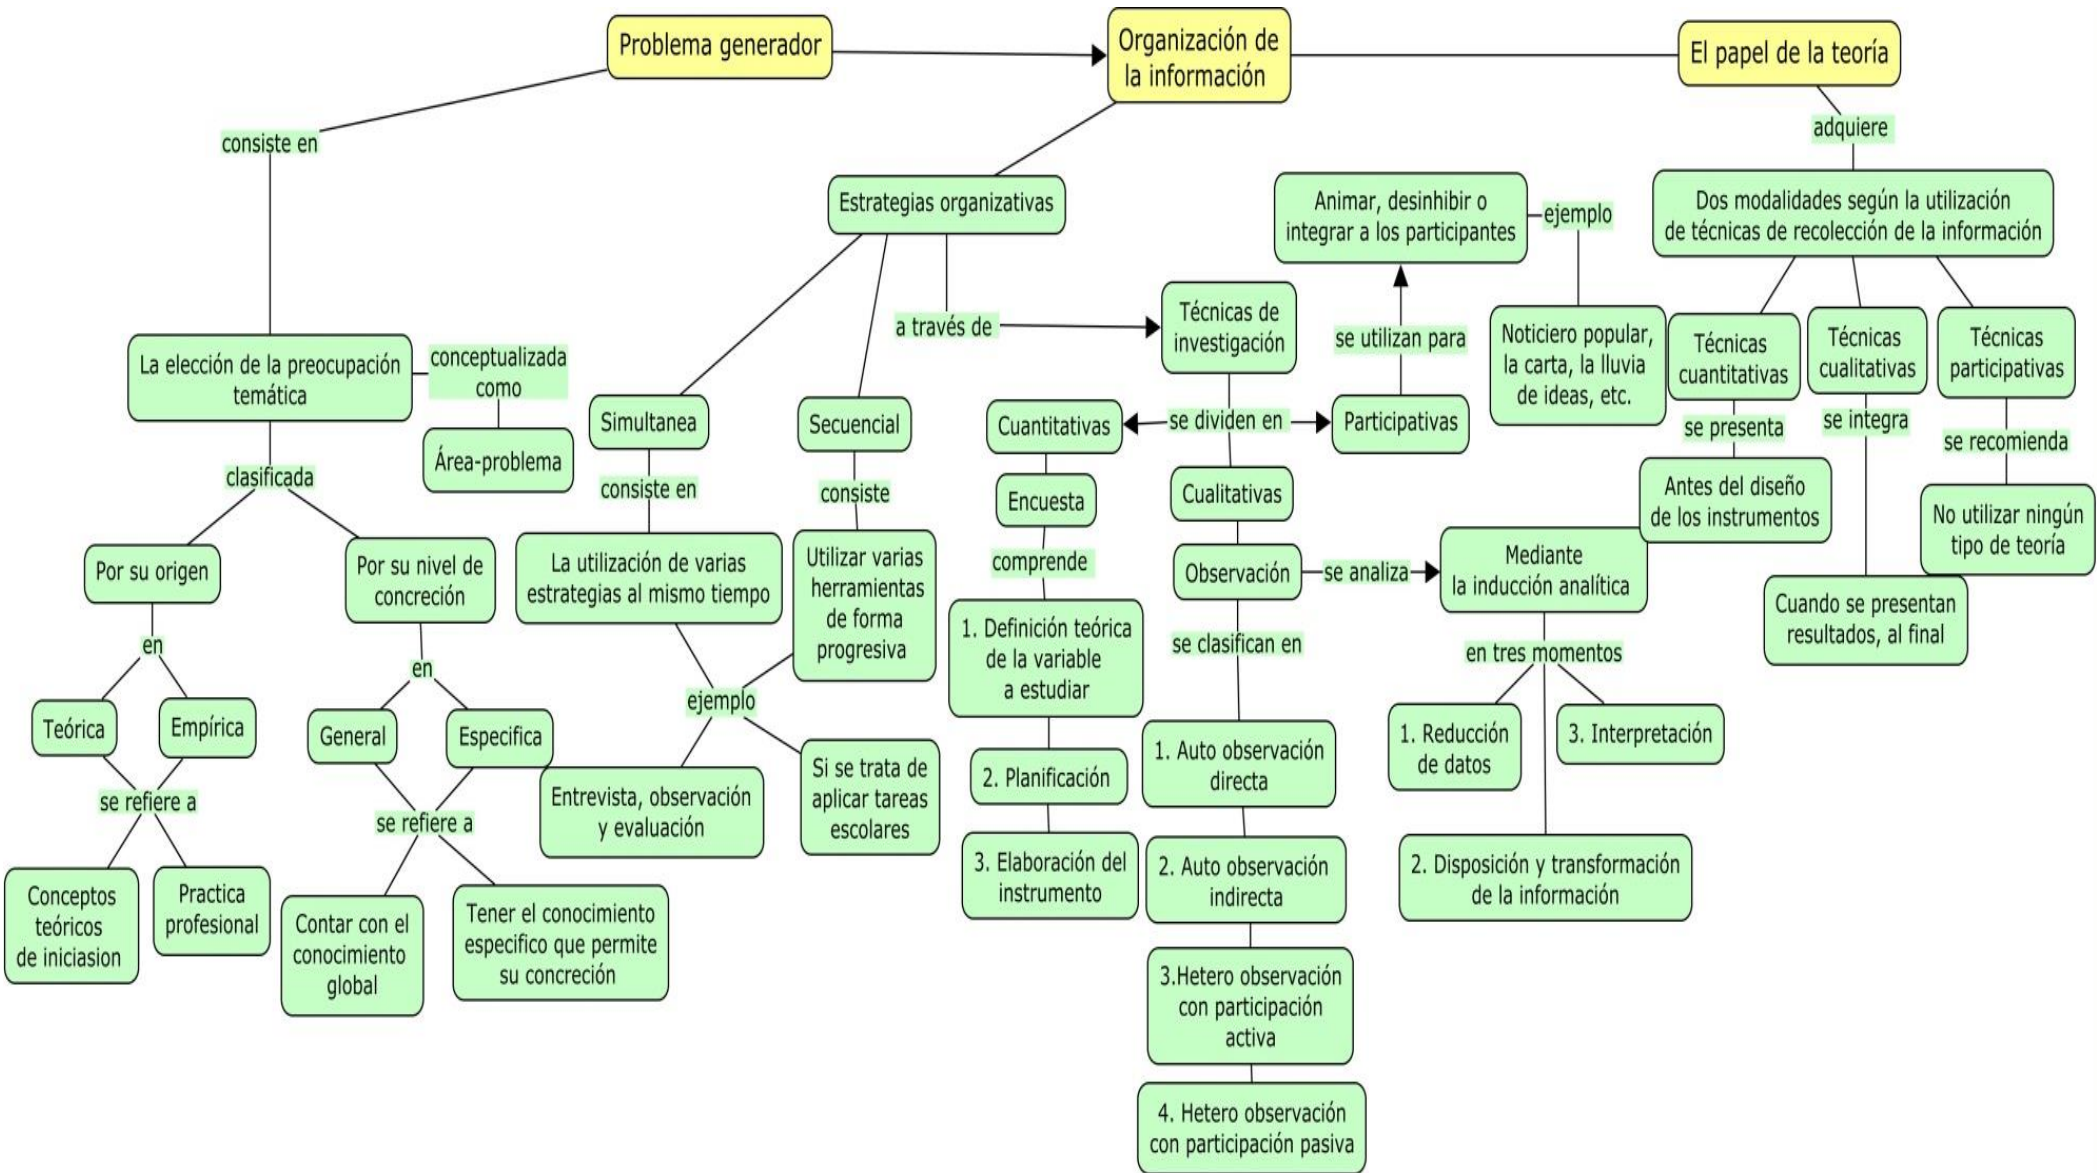 Problema generador
Organización de
la información
El papel de la teoría
consiste en
adquiere
Estrategias organizativas
Animar, desinhibir o
integrar a los participantes
ejemplo
Dos modalidades según la utilización
de técnicas de recolección de la información
La elección de la preocupación
temática
conceptualizada
como
Área-problema
a través de
Técnicas de
investigación
se utilizan para
Noticiero popular,
la carta, la lluvia
de ideas, etc.
Técnicas
cuantitativas
Técnicas
cualitativas
Técnicas
participativas
Simultanea
Secuencial
Cuantitativas
se dividen en
Participativas
se presenta
se integra
se recomienda
clasificada
consiste en
consiste
Encuesta
Cualitativas
Antes del diseño
de los instrumentos
No utilizar ningún
tipo de teoría
Por su origen
Por su nivel de
concreción
La utilización de varias
estrategias al mismo tiempo
Utilizar varias
herramientas
de forma
progresiva
comprende
Observación
se analiza
Mediante
la inducción analítica
Cuando se presentan
resultados, al final
en
en
1. Definición teórica
de la variable
a estudiar
se clasifican en
en tres momentos
Teórica
Empírica
General
Especifica
ejemplo
1. Reducción
de datos
3. Interpretación
se refiere a
se refiere a
Entrevista, observación
y evaluación
Si se trata de
aplicar tareas
escolares
2. Planificación
1. Auto observación
directa
Conceptos
teóricos
de iniciasion
Practica
profesional
Contar con el
conocimiento
global
Tener el conocimiento
especifico que permite
su concreción
3. Elaboración del
instrumento
2. Auto observación
indirecta
2. Disposición y transformación
de la información
3.Hetero observación
con participación
activa
4. Hetero observación
con participación pasiva